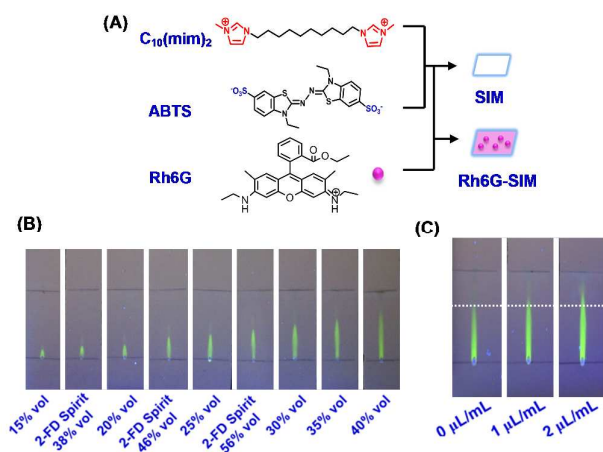 (A)
C10(mim)2
N
N
N
N
SIM
ABTS
-O3S
S
N
N-N
N
S
SO3-
Rh6G
O
O
N
H
O
N
H
Rh6G-SIM
(B)
15% vol
2-FD Spirit
38% vol
20% vol
2-FD Spirit
46% vol
25% vol
2-FD Spirit
56% vol
30% vol
35% vol
40% vol
(C)
0 µL/mL
1 µL/mL
2 µL/mL